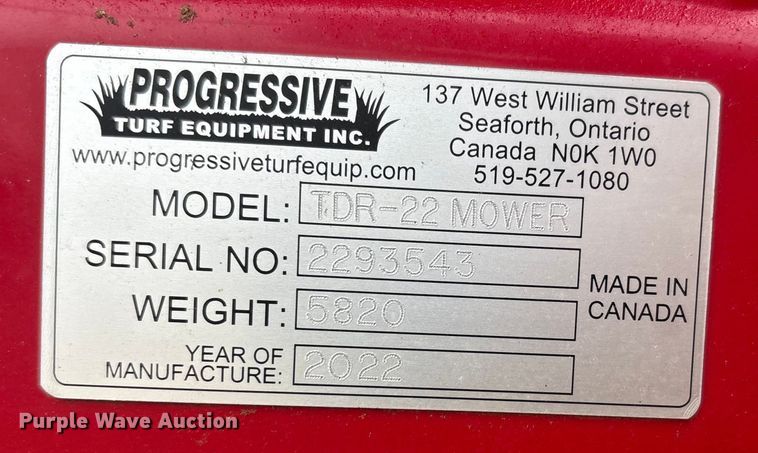 PROGRESSIVE
TURF EQUIPMENT INC.
www.progressiveturfequip.com
137 West William Street
Seaforth, Ontario
Canada N0K 1W0
519-527-1080
MODEL: TDR-22 MOWER
SERIAL NO: 2293543
WEIGHT: 5820
YEAR OF
MANUFACTURE: 2022
MADE IN
CANADA
Purple Wave Auction